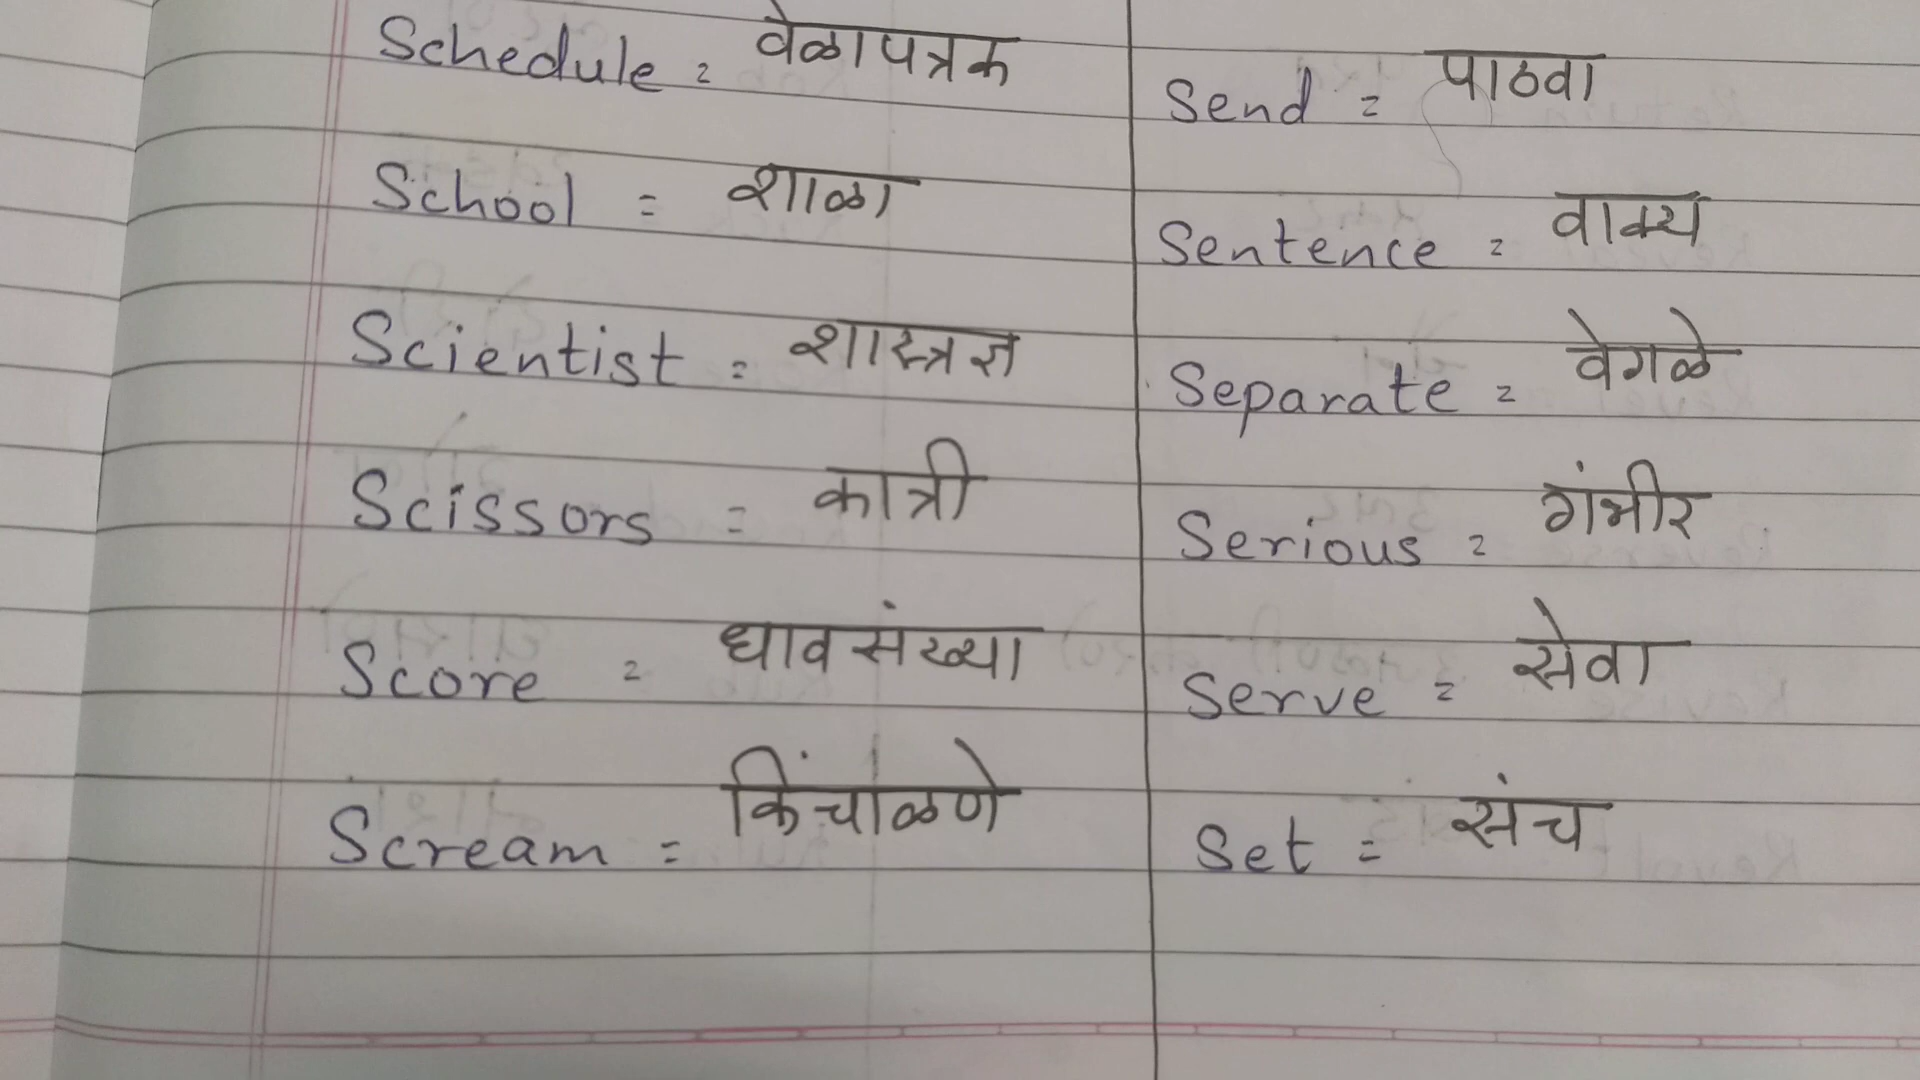 Schedule = वेळापत्रक
School = शाळा
Scientist = शास्त्रज्ञ
Scissors = कात्री
Score = धावसंख्या
Scream = किंचाळणे
Send = पाठवा
Sentence = वाक्य
Separate = वेगळे
Serious = गंभीर
Serve = सेवा
Set = संच